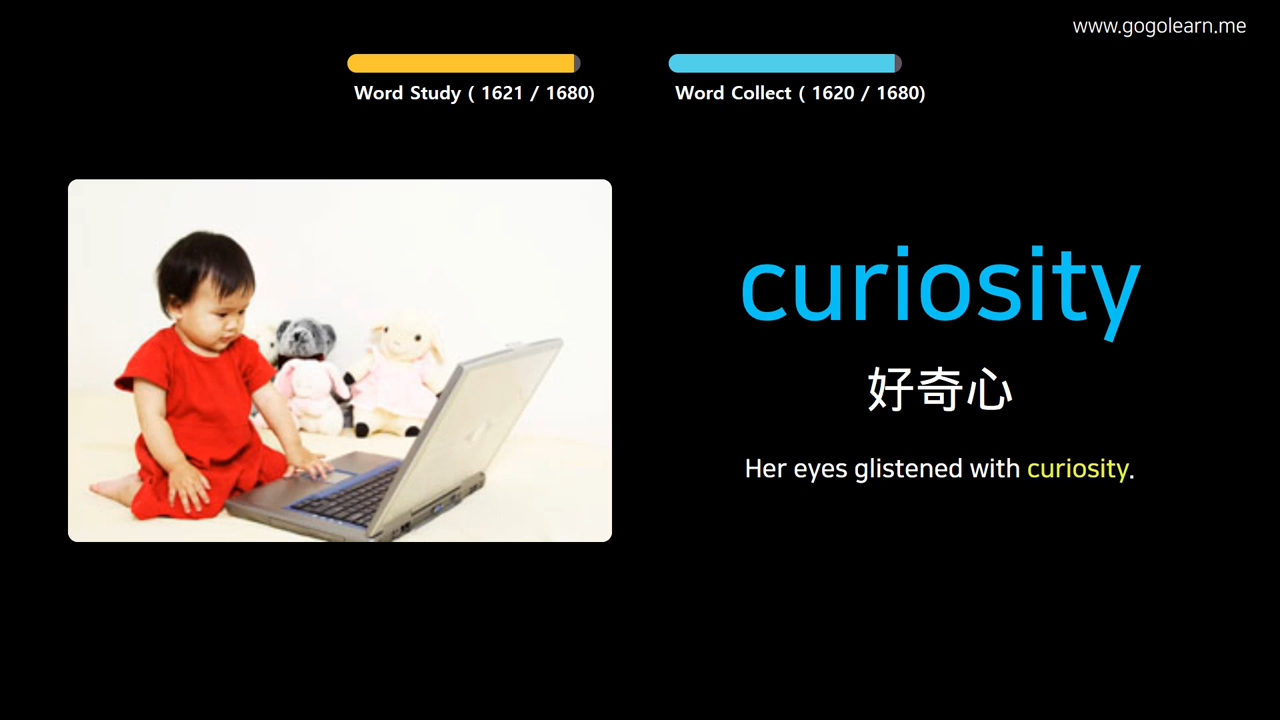 www.gogolearn.me
Word Study ( 1621 / 1680)
Word Collect ( 1620 / 1680)
curiosity
好奇心
Her eyes glistened with curiosity.